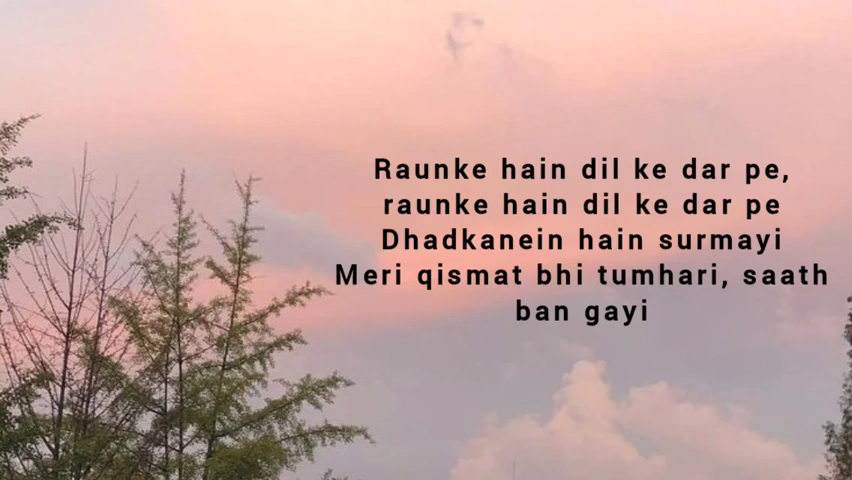 Raunke hain dil ke dar pe,
raunke hain dil ke dar pe
Dhadkanein hain surmayi
Meri qismat bhi tumhari, saath
ban gayi